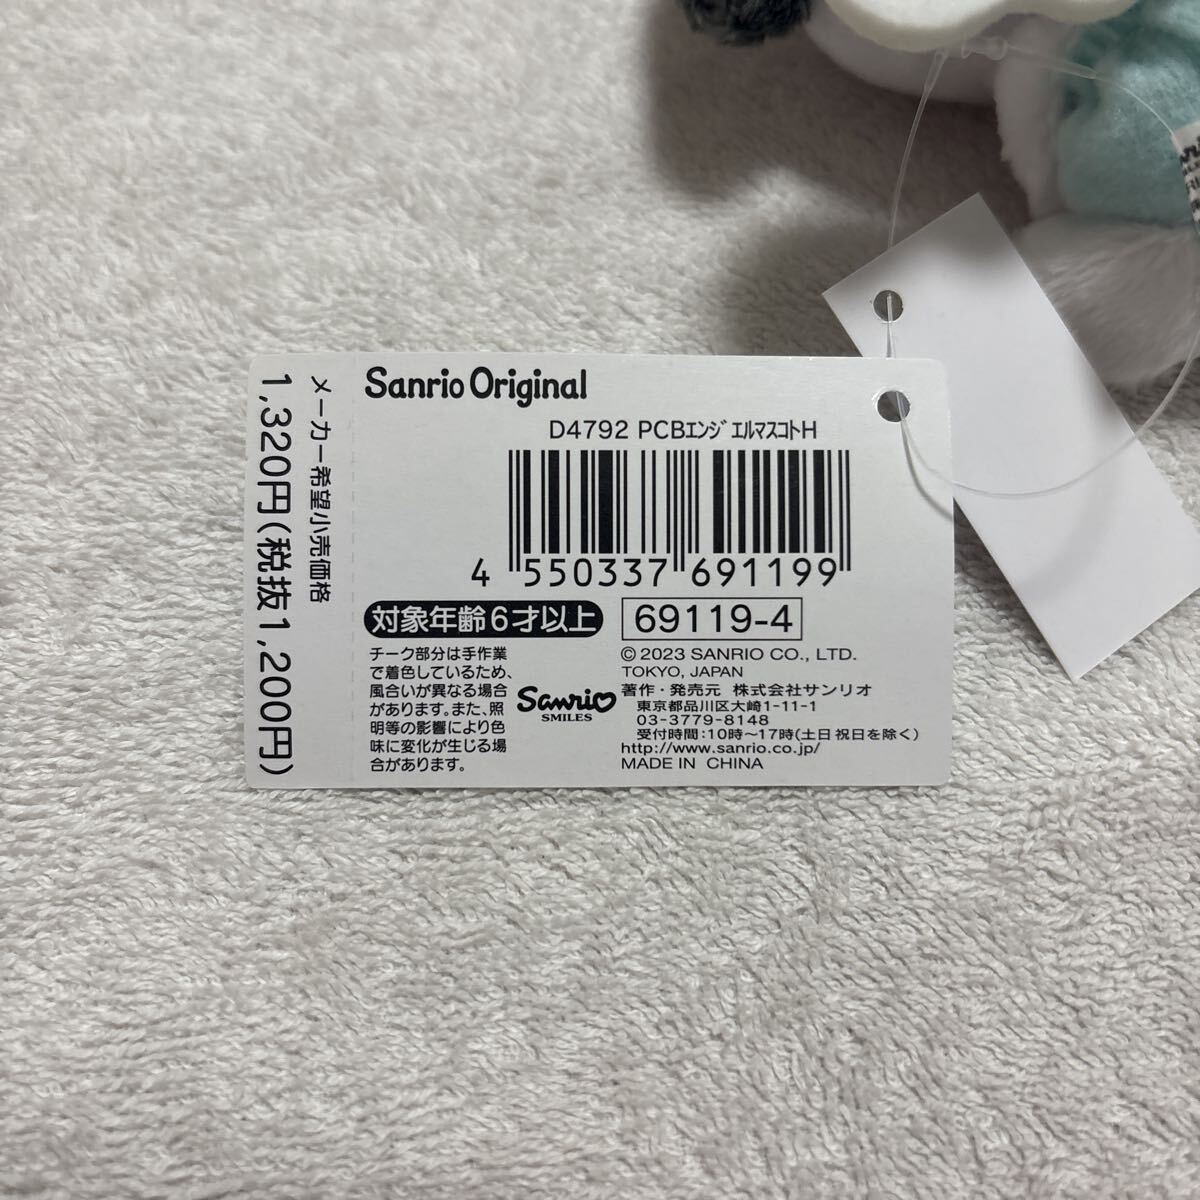 Sanrio Original
D4792 PCBｴﾝｼﾞｴﾙﾏｽｺﾄH
4 550337 691199
対象年齢6才以上
69119-4
チーク部分は手作業
で着色しているため、
風合いが異なる場合
があります。また、照
明等の影響により色
味に変化が生じる場
合があります。
Sanrio
SMILES
© 2023 SANRIO CO., LTD.
TOKYO, JAPAN
著作・発売元 株式会社サンリオ
東京都品川区大崎1-11-1
03-3779-8148
受付時間:10時～17時(土日祝日を除く)
http://www.sanrio.co.jp/
MADE IN CHINA
メーカー希望小売価格
1,320円(税抜1,200円)